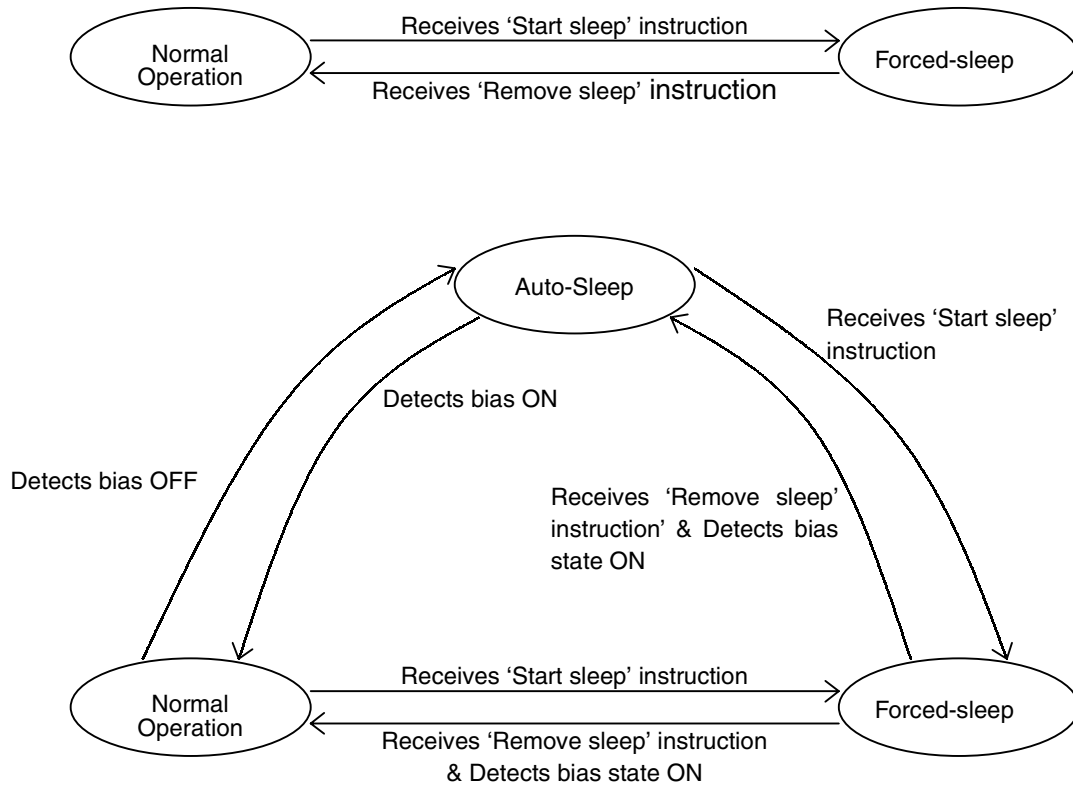 Receives ‘Start sleep’ instruction
Normal
Operation
Forced-sleep
Receives ‘Remove sleep’ instruction
Auto-Sleep
Receives ‘Start sleep’
instruction
Detects bias ON
Detects bias OFF
Receives ‘Remove sleep’
instruction’ & Detects bias
state ON
Receives ‘Start sleep’ instruction
Normal
Operation
Forced-sleep
Receives ‘Remove sleep’ instruction
& Detects bias state ON